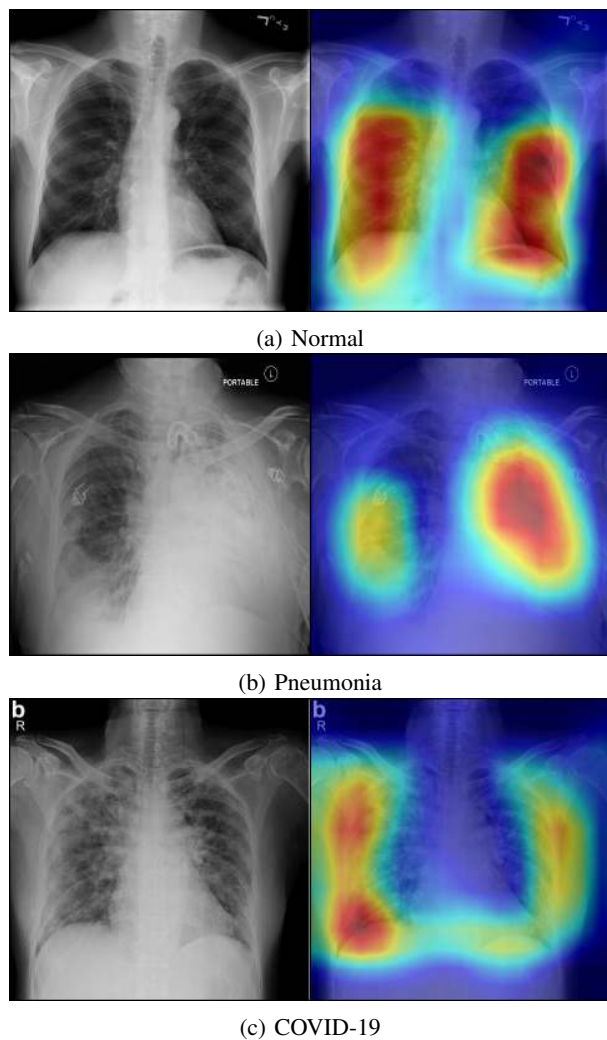 (a) Normal
PORTABLE L
PORTABLE L
(b) Pneumonia
b
R
b
R
(c) COVID-19